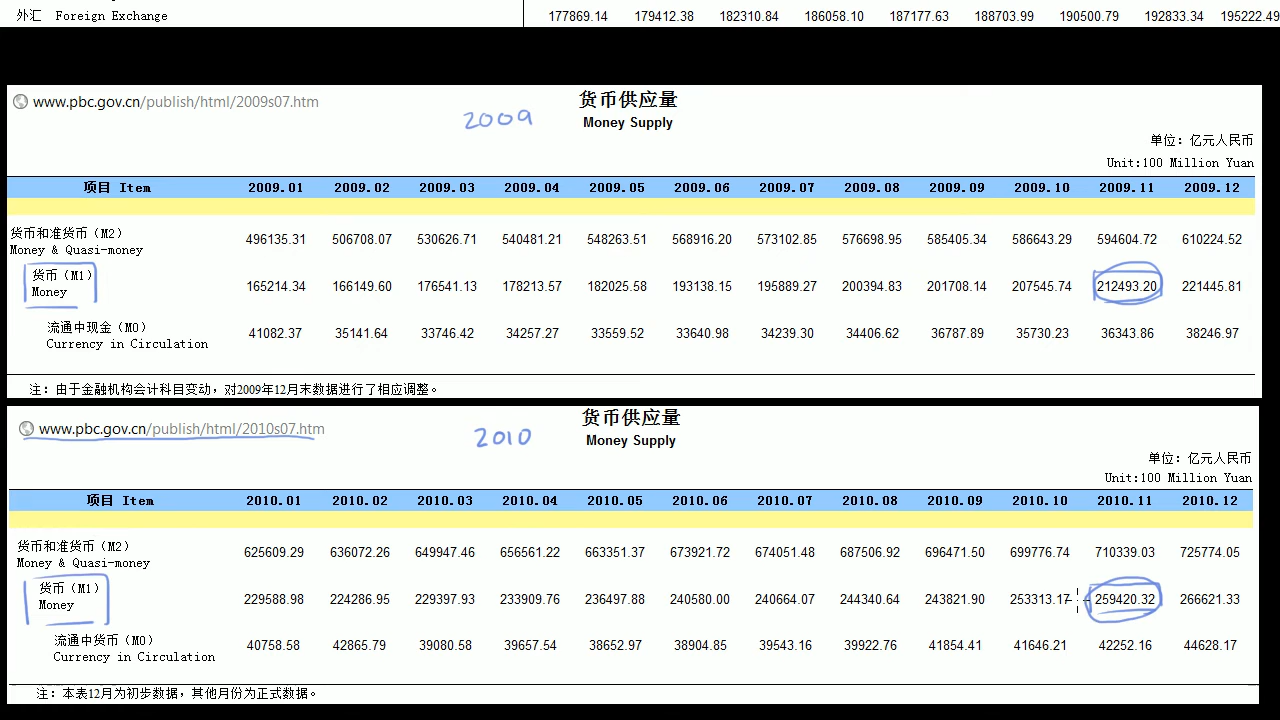 外汇 Foreign Exchange 177869.14 179412.38 182310.84 186058.10 187177.63 188703.99 190500.79 192833.34 195222.49
www.pbc.gov.cn/publish/html/2009s07.htm
2009
货币供应量
Money Supply
单位：亿元人民币
Unit:100 Million Yuan
项目 Item 2009.01 2009.02 2009.03 2009.04 2009.05 2009.06 2009.07 2009.08 2009.09 2009.10 2009.11 2009.12
货币和准货币（M2）
Money & Quasi-money 496135.31 506708.07 530626.71 540481.21 548263.51 568916.20 573102.85 576698.95 585405.34 586643.29 594604.72 610224.52
货币（M1）
Money 165214.34 166149.60 176541.13 178213.57 182025.58 193138.15 195889.27 200394.83 201708.14 207545.74 212493.20 221445.81
流通中现金（M0）
Currency in Circulation 41082.37 35141.64 33746.42 34257.27 33559.52 33640.98 34239.30 34406.62 36787.89 35730.23 36343.86 38246.97
注：由于金融机构会计科目变动，对2009年12月末数据进行了相应调整。
www.pbc.gov.cn/publish/html/2010s07.htm
2010
货币供应量
Money Supply
单位：亿元人民币
Unit:100 Million Yuan
项目 Item 2010.01 2010.02 2010.03 2010.04 2010.05 2010.06 2010.07 2010.08 2010.09 2010.10 2010.11 2010.12
货币和准货币（M2）
Money & Quasi-money 625609.29 636072.26 649947.46 656561.22 663351.37 673921.72 674051.48 687506.92 696471.50 699776.74 710339.03 725774.05
货币（M1）
Money 229588.98 224286.95 229397.93 233909.76 236497.88 240580.00 240664.07 244340.64 243821.90 253313.17 259420.32 266621.33
流通中货币（M0）
Currency in Circulation 40758.58 42865.79 39080.58 39657.54 38652.97 38904.85 39543.16 39922.76 41854.41 41646.21 42252.16 44628.17
注：本表12月为初步数据，其他月份为正式数据。